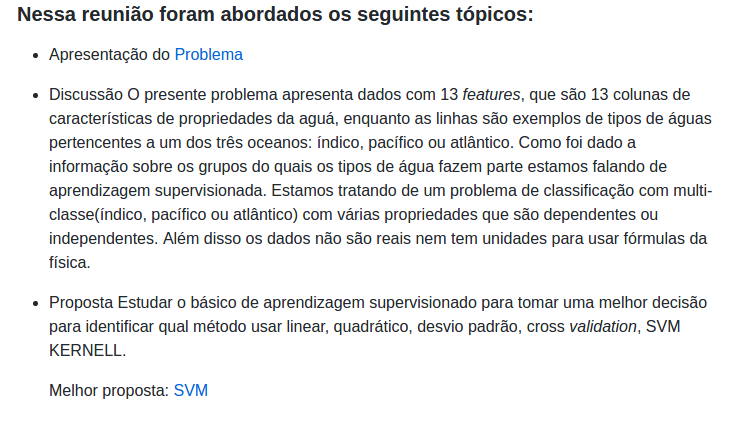 Nessa reunião foram abordados os seguintes tópicos:
• Apresentação do Problema
• Discussão O presente problema apresenta dados com 13 features, que são 13 colunas de
características de propriedades da aguá, enquanto as linhas são exemplos de tipos de águas
pertencentes a um dos três oceanos: índico, pacífico ou atlântico. Como foi dado a
informação sobre os grupos do quais os tipos de água fazem parte estamos falando de
aprendizagem supervisionada. Estamos tratando de um problema de classificação com multi-
classe(índico, pacífico ou atlântico) com várias propriedades que são dependentes ou
independentes. Além disso os dados não são reais nem tem unidades para usar fórmulas da
física.
• Proposta Estudar o básico de aprendizagem supervisionado para tomar uma melhor decisão
para identificar qual método usar linear, quadrático, desvio padrão, cross validation, SVM
KERNELL.
Melhor proposta: SVM